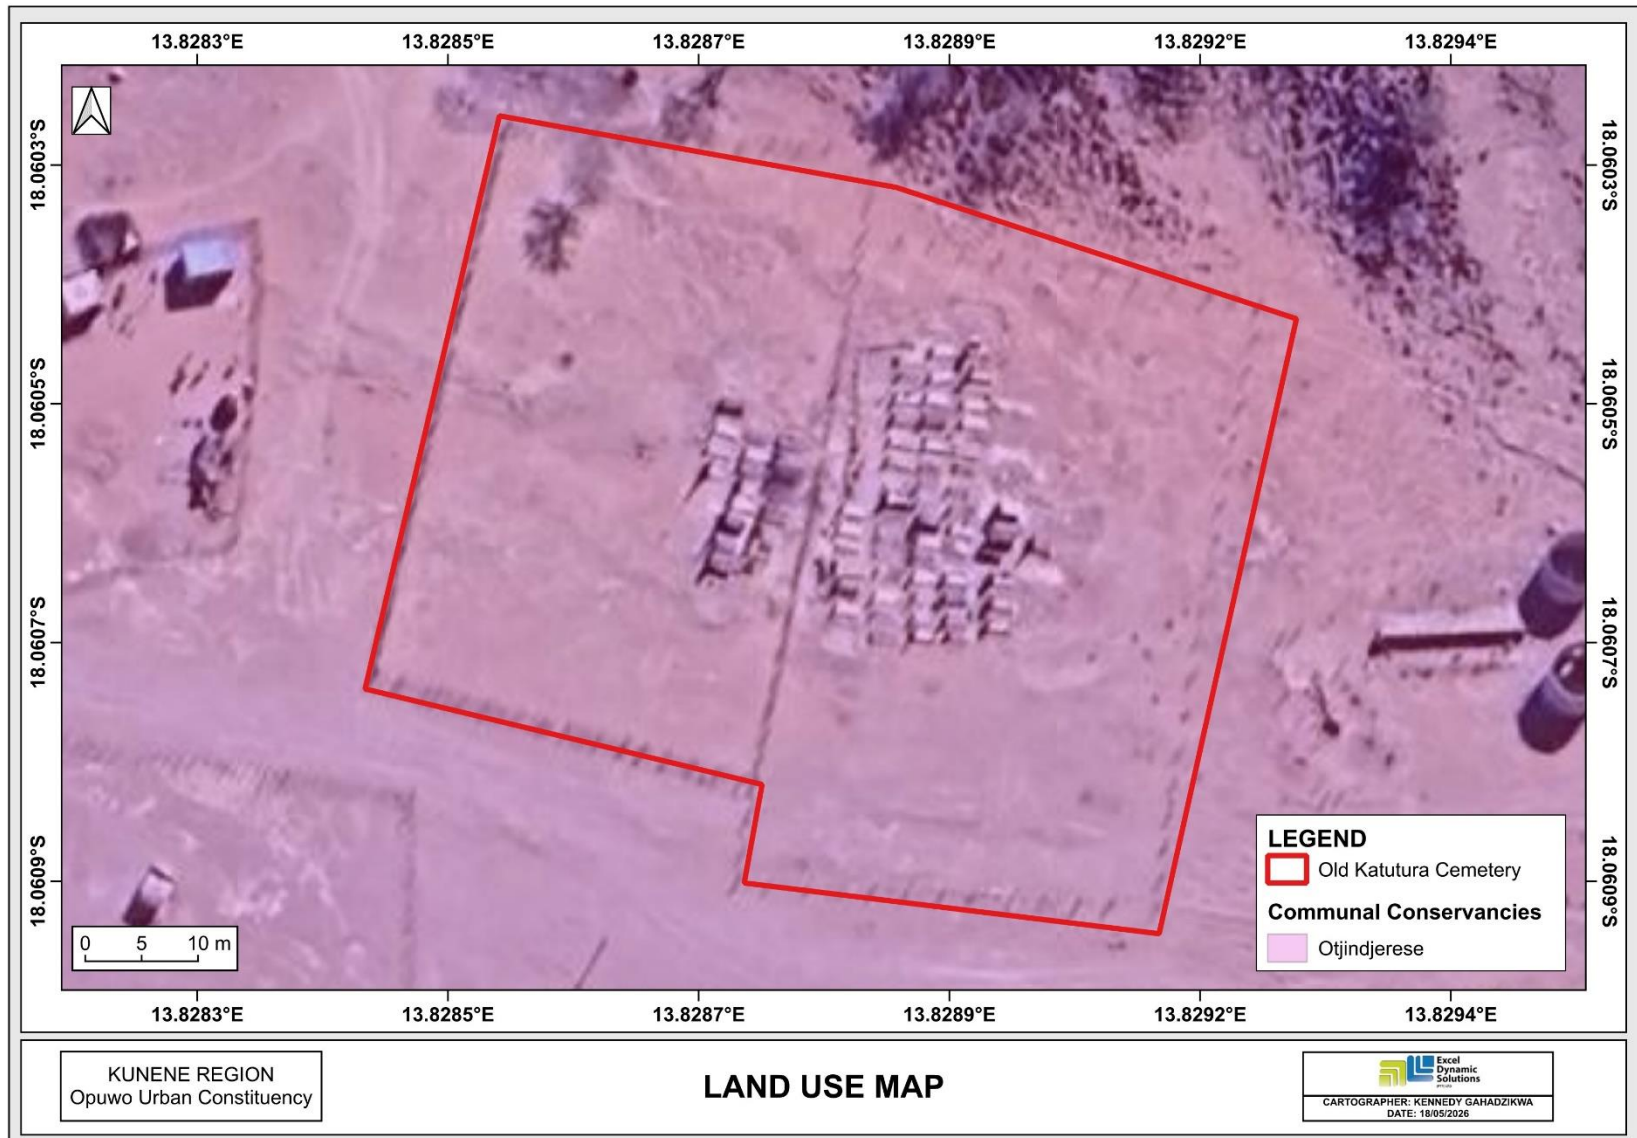 13.8283°E 13.8285°E 13.8287°E 13.8289°E 13.8292°E 13.8294°E
18.0603°S 18.0603°S
18.0605°S 18.0605°S
18.0607°S 18.0607°S
18.0609°S 18.0609°S
LEGEND
Old Katutura Cemetery
Communal Conservancies
Otjindjerese
0 5 10 m
13.8283°E 13.8285°E 13.8287°E 13.8289°E 13.8292°E 13.8294°E
KUNENE REGION
Opuwo Urban Constituency
LAND USE MAP
Excel
Dynamic
Solutions
CARTOGRAPHER: KENNEDY GAHADZIKWA
DATE: 18/05/2026